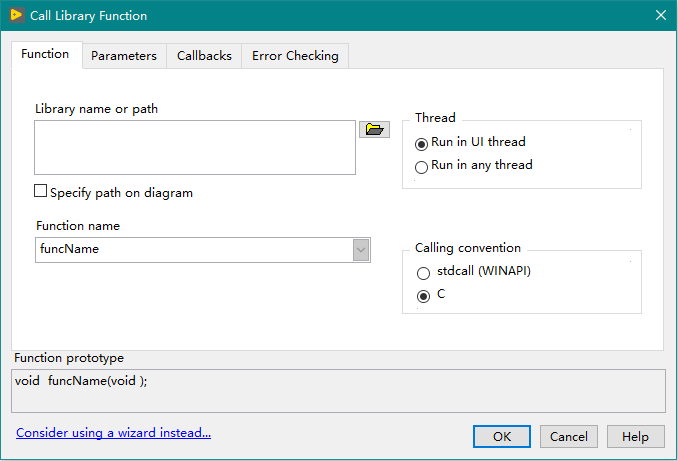 Call Library Function
Function
Parameters
Callbacks
Error Checking
Library name or path
Thread
Run in UI thread
Run in any thread
Specify path on diagram
Function name
funcName
Calling convention
stdcall (WINAPI)
C
Function prototype
void  funcName(void );
Consider using a wizard instead...
OK
Cancel
Help